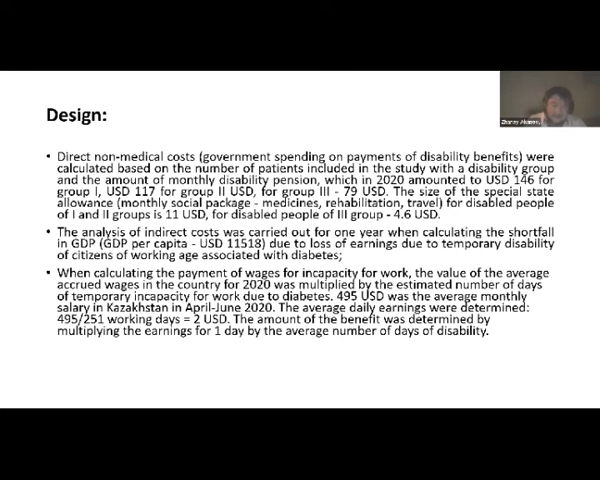 Design:
• Direct non-medical costs (government spending on payments of disability benefits) were
calculated based on the number of patients included in the study with a disability group
and the amount of monthly disability pension, which in 2020 amounted to USD 146 for
group I, USD 117 for group II USD, for group III - 79 USD. The size of the special state
allowance (monthly social package - medicines, rehabilitation, travel) for disabled people
of I and II groups is 11 USD, for disabled people of III group - 4.6 USD.
• The analysis of indirect costs was carried out for one year when calculating the shortfall
in GDP (GDP per capita - USD 11518) due to loss of earnings due to temporary disability
of citizens of working age associated with diabetes;
• When calculating the payment of wages for incapacity for work, the value of the average
accrued wages in the country for 2020 was multiplied by the estimated number of days
of temporary incapacity for work due to diabetes. 495 USD was the average monthly
salary in Kazakhstan in April-June 2020. The average daily earnings were determined:
495/251 working days = 2 USD. The amount of the benefit was determined by
multiplying the earnings for 1 day by the average number of days of disability.